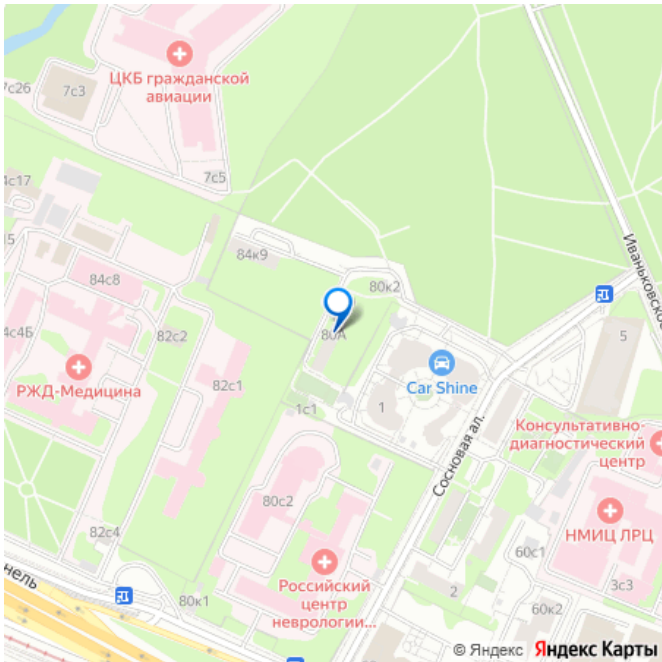 ЦКБ гражданской
авиации
7с26
7с3
7с5
4с17
15
84к9
84с8
80к2
Иваньковское
80А
4с4Б
82с2
5
РЖД-Медицина
82с1
Car Shine
1с1
1
Сосновая ал.
Консультативно-
диагностический
центр
80с2
НМИЦ ЛРЦ
82с4
60с1
Российский
центр
неврологии...
3с3
2
нель
80к1
60к2
© Яндекс Яндекс Карты